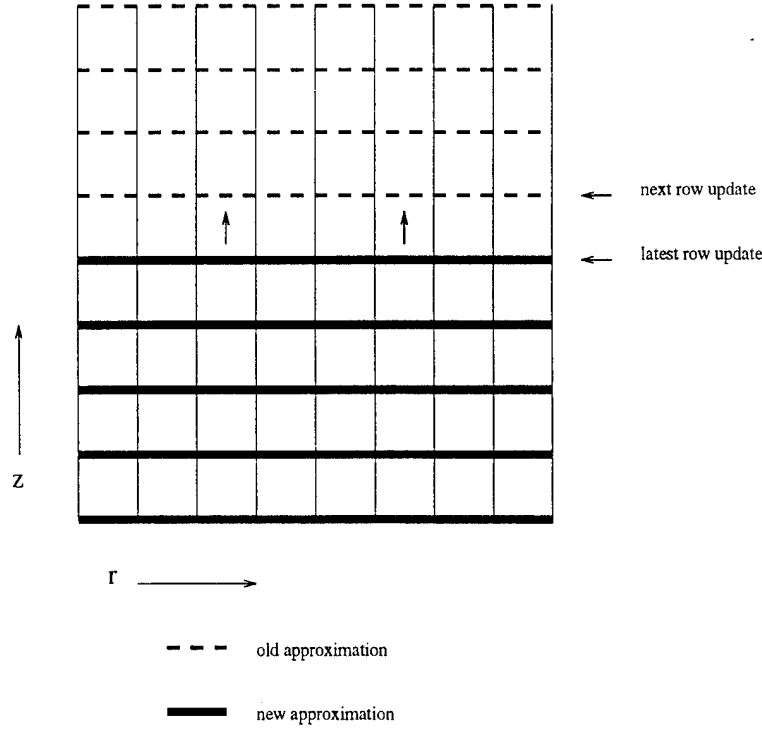 next row update
latest row update
z
r
old approximation
new approximation